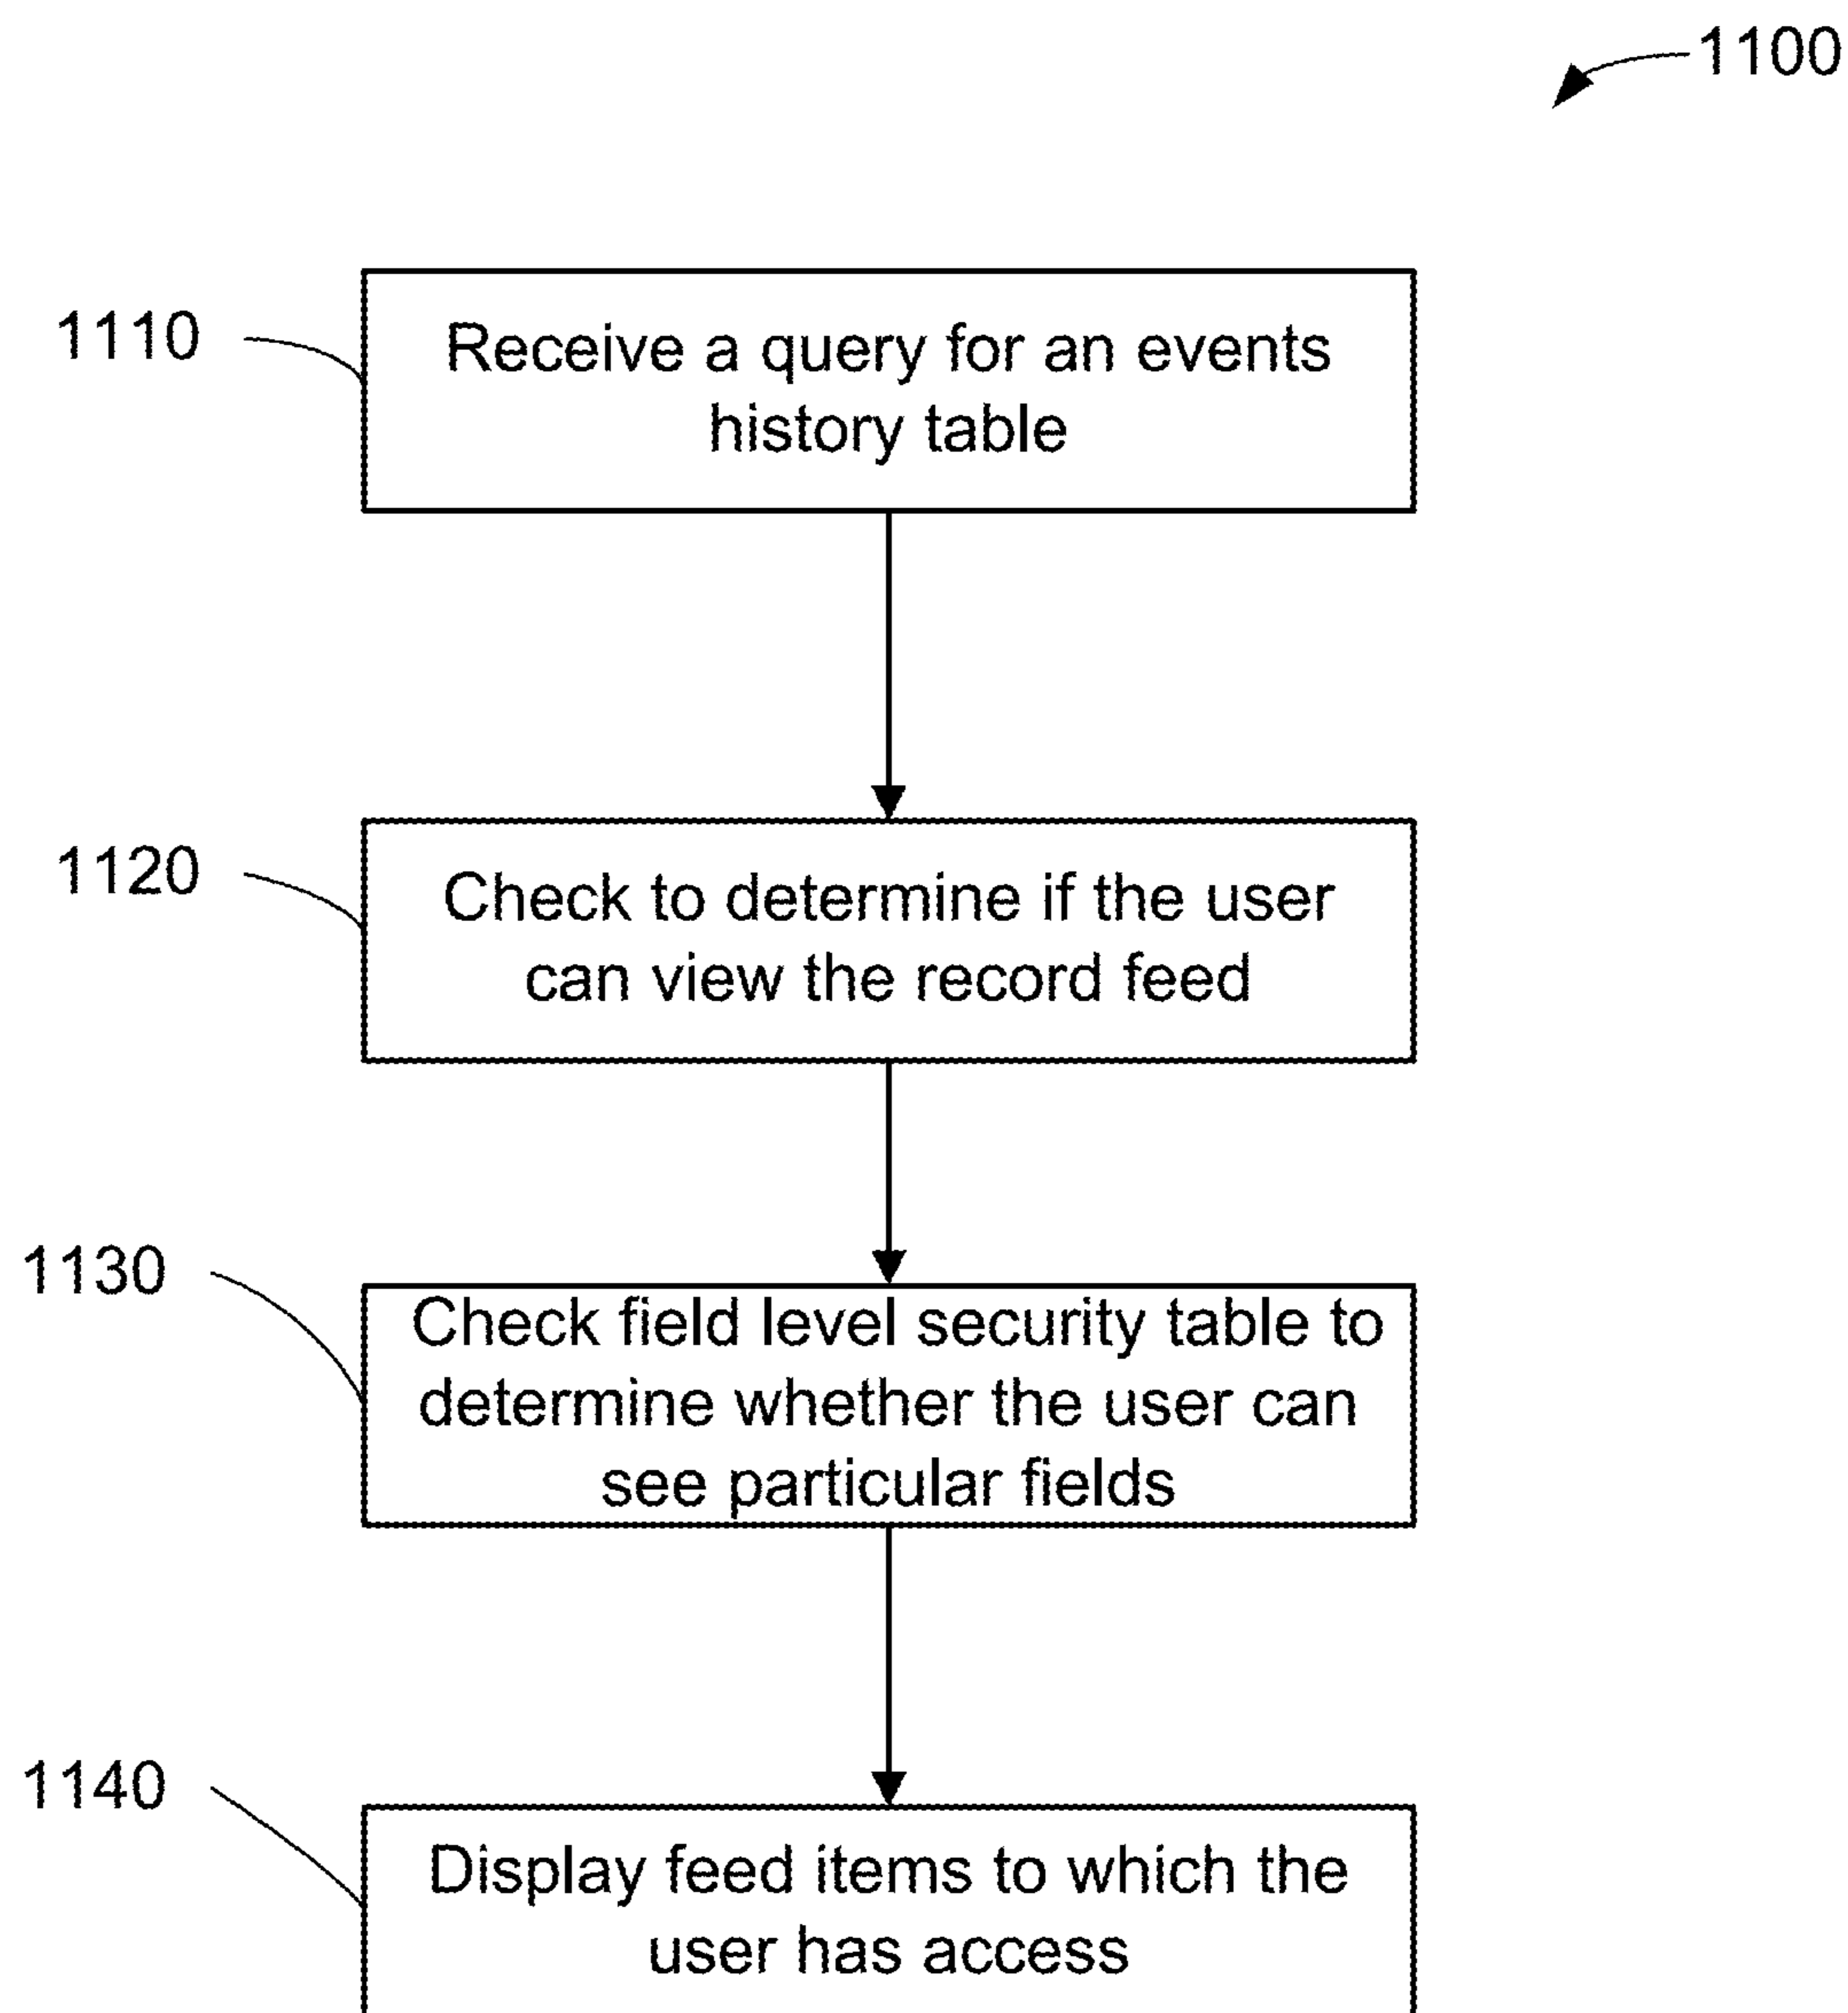 1100
1110
Receive a query for an events
history table
1120
Check to determine if the user
can view the record feed
1130
Check field level security table to
determine whether the user can
see particular fields
1140
Display feed items to which the
user has access